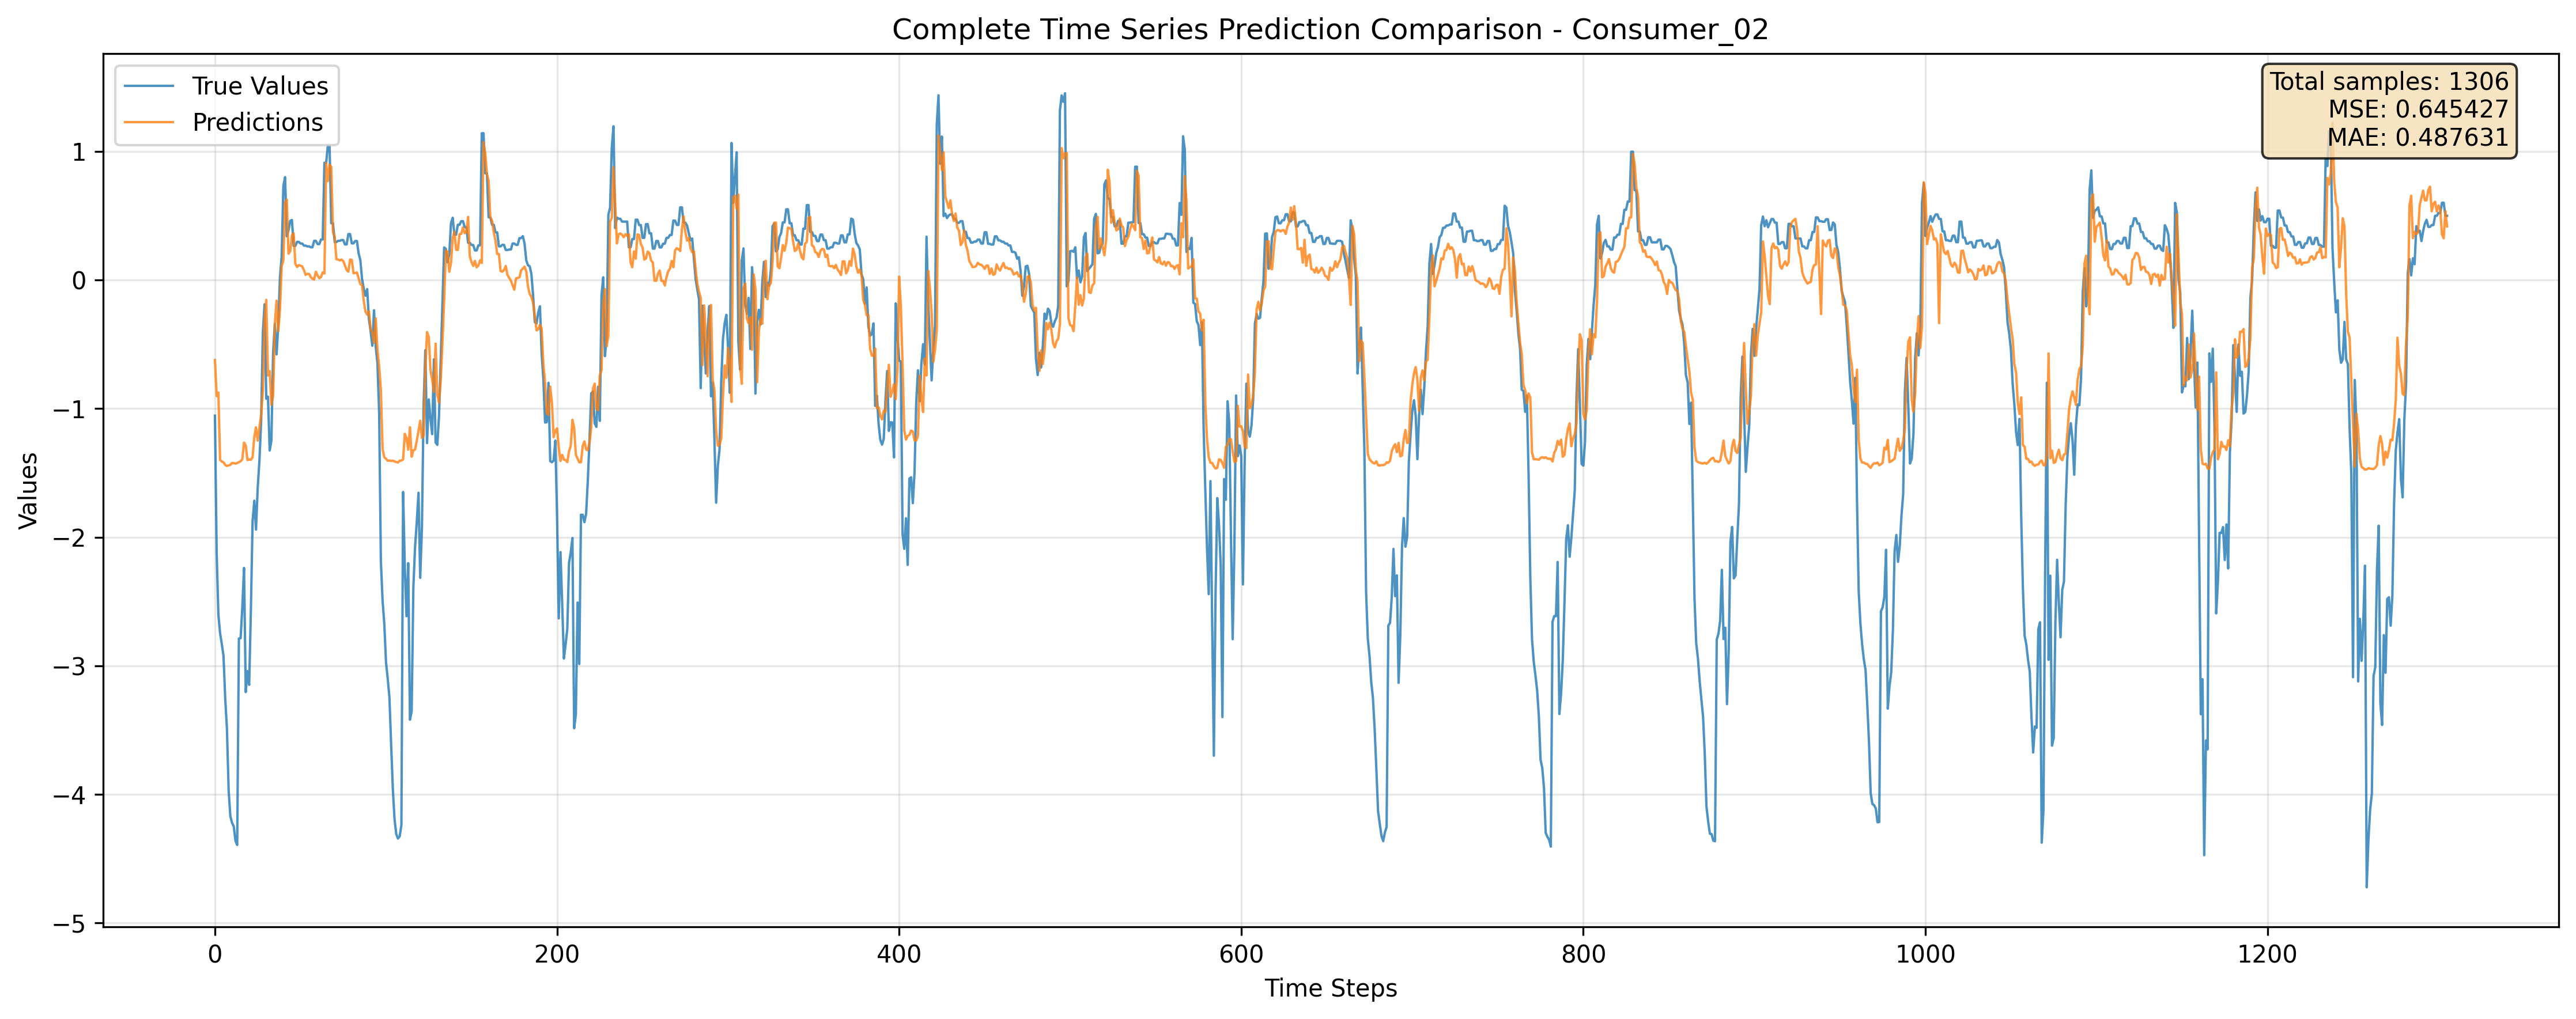 Complete Time Series Prediction Comparison - Consumer_02
True Values
Predictions
Total samples: 1306
MSE: 0.645427
MAE: 0.487631
Values
1
0
−1
−2
−3
−4
−5
0
200
400
600
800
1000
1200
Time Steps